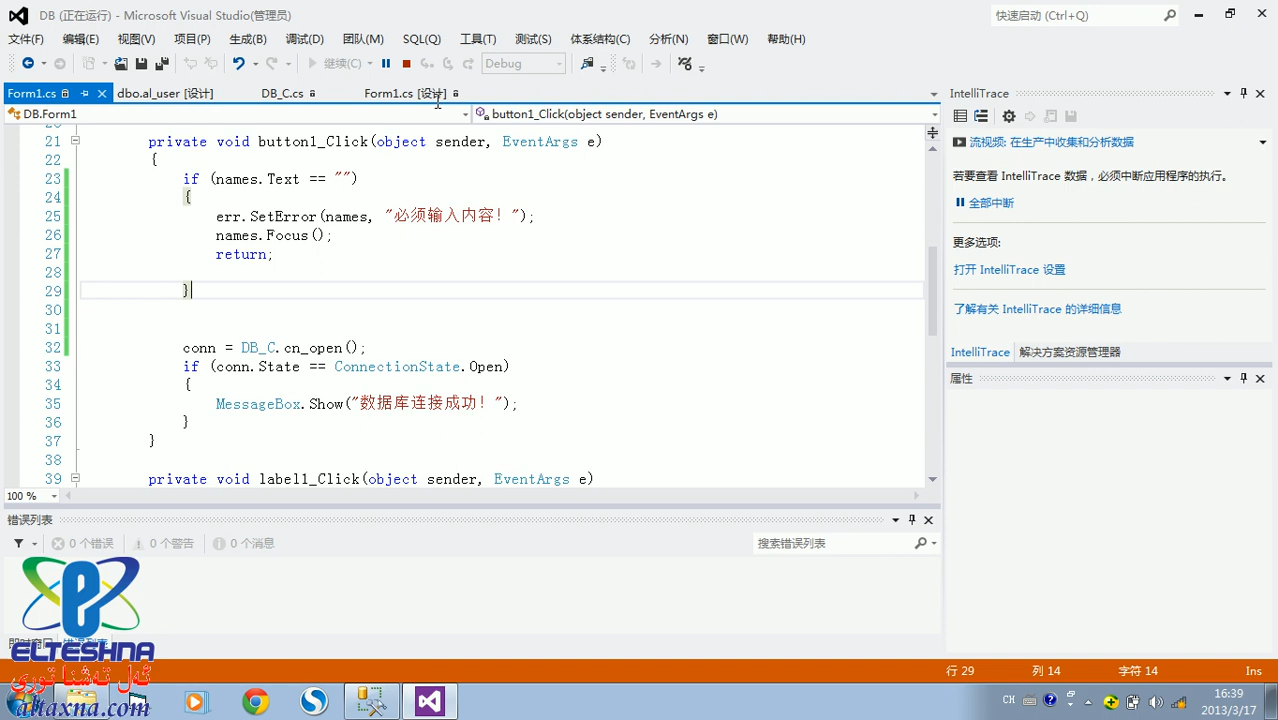 DB (正在运行) - Microsoft Visual Studio(管理员)
快速启动 (Ctrl+Q)
文件(F) 编辑(E) 视图(V) 项目(P) 生成(B) 调试(D) 团队(M) SQL(Q) 工具(T) 测试(S) 体系结构(C) 分析(N) 窗口(W) 帮助(H)
继续(C) Debug
Form1.cs dbo.al_user [设计] DB_C.cs Form1.cs [设计]
DB.Form1 button1_Click(object sender, EventArgs e)
21 private void button1_Click(object sender, EventArgs e)
22 {
23 if (names.Text == "")
24 {
25 err.SetError(names, "必须输入内容！");
26 names.Focus();
27 return;
28
29 }
30
31
32 conn = DB_C.cn_open();
33 if (conn.State == ConnectionState.Open)
34 {
35 MessageBox.Show("数据库连接成功！");
36 }
37 }
38
39 private void label1_Click(object sender, EventArgs e)
100 %
IntelliTrace
流视频: 在生产中收集和分析数据
若要查看 IntelliTrace 数据，必须中断应用程序的执行。
全部中断
更多选项:
打开 IntelliTrace 设置
了解有关 IntelliTrace 的详细信息
IntelliTrace 解决方案资源管理器
属性
错误列表
0 个错误 0 个警告 0 个消息
搜索错误列表
ELTESHNA
ئەل تەشنا تورى
altaxna.com
行 29 列 14 字符 14 Ins
CH
16:39
2013/3/17